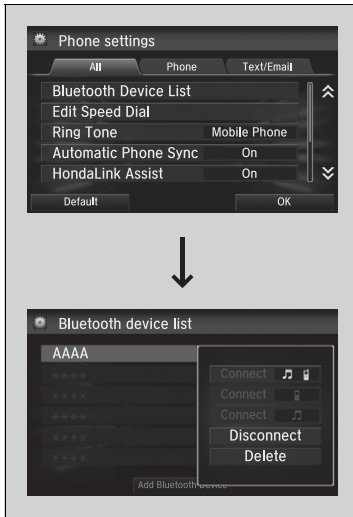 Phone settings
All Phone Text/Email
Bluetooth Device List
Edit Speed Dial
Ring Tone Mobile Phone
Automatic Phone Sync On
HondaLink Assist On
Default OK
Bluetooth device list
AAAA
**** Connect
**** Connect
**** Connect
**** Disconnect
**** Delete
Add Bluetooth Device